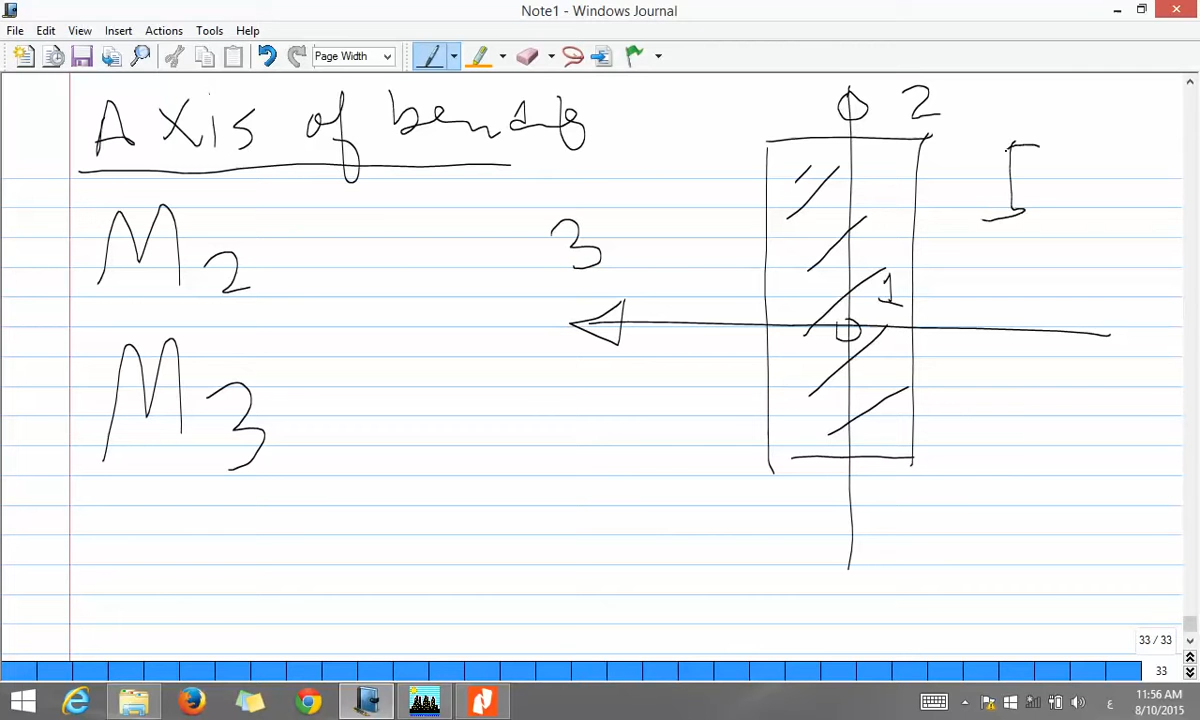 Note1 - Windows Journal
File Edit View Insert Actions Tools Help
Page Width
Axis of bending
2
M2
3
1
M3
33 / 33
33
11:56 AM
ع
8/10/2015